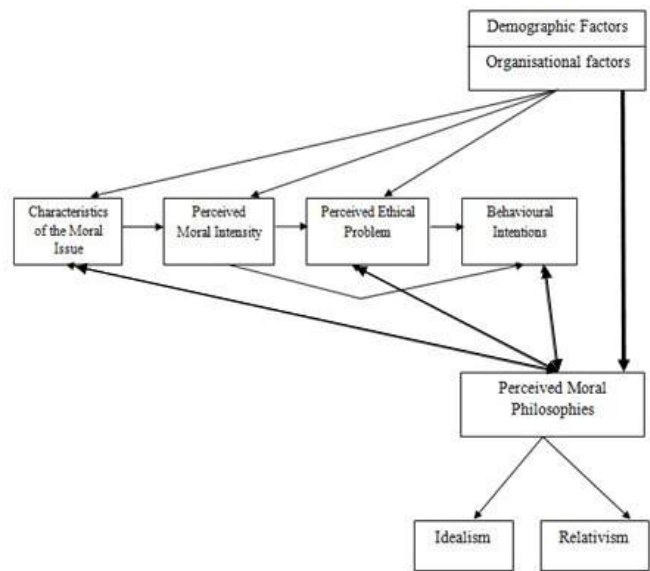 Demographic Factors
Organisational factors
Characteristics
of the Moral
Issue
Perceived
Moral Intensity
Perceived Ethical
Problem
Behavioural
Intentions
Perceived Moral
Philosophies
Idealism
Relativism